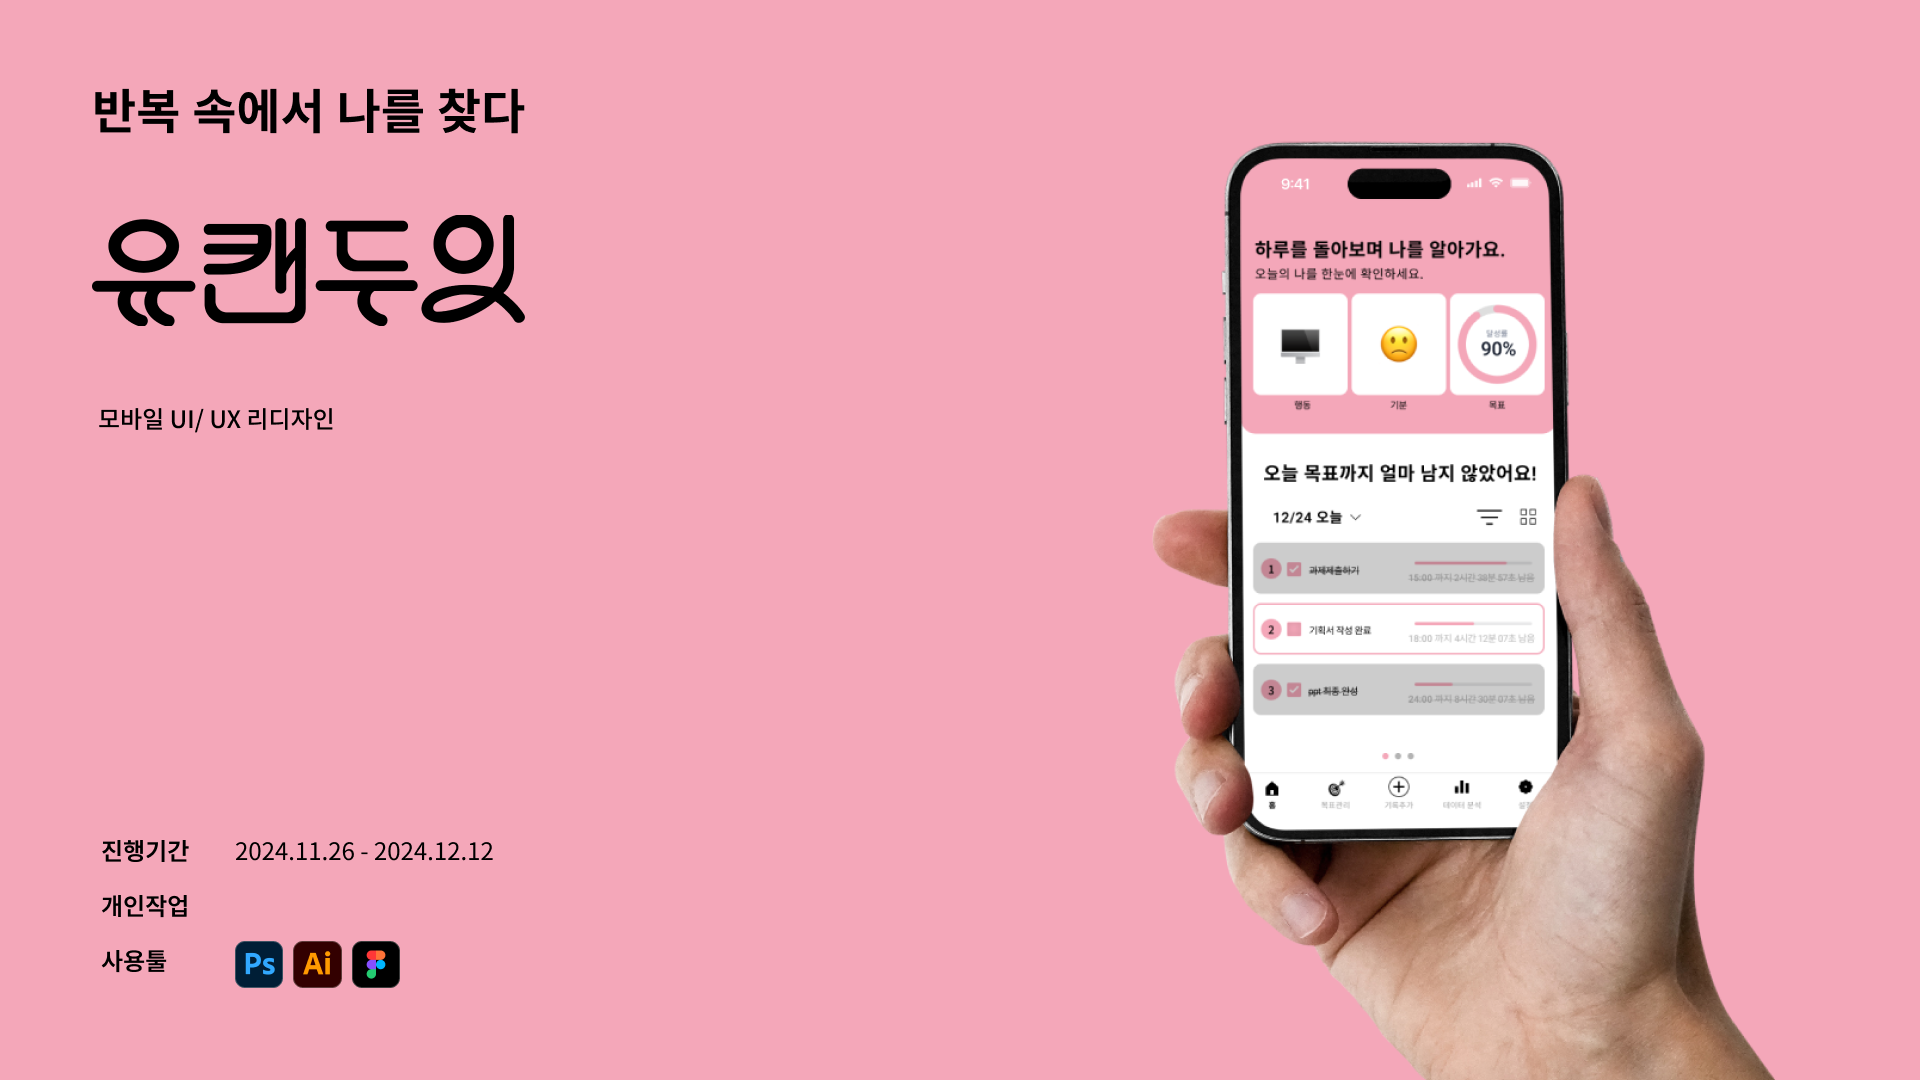 반복 속에서 나를 찾다
유캔두잇
모바일 UI/ UX 리디자인
진행기간 2024.11.26 - 2024.12.12
개인작업
사용툴
Ps Ai
9:41
하루를 돌아보며 나를 알아가요.
오늘의 나를 한눈에 확인하세요.
달성률
90%
행동 기분 목표
오늘 목표까지 얼마 남지 않았어요!
12/24 오늘
1 과제제출하기
15:00 까지 2시간 38분 57초 남음
2 기획서 작성 완료
18:00 까지 4시간 12분 07초 남음
3 ppt 최종 완성
24:00 까지 8시간 30분 07초 남음
홈 목표관리 기록추가 데이터 분석